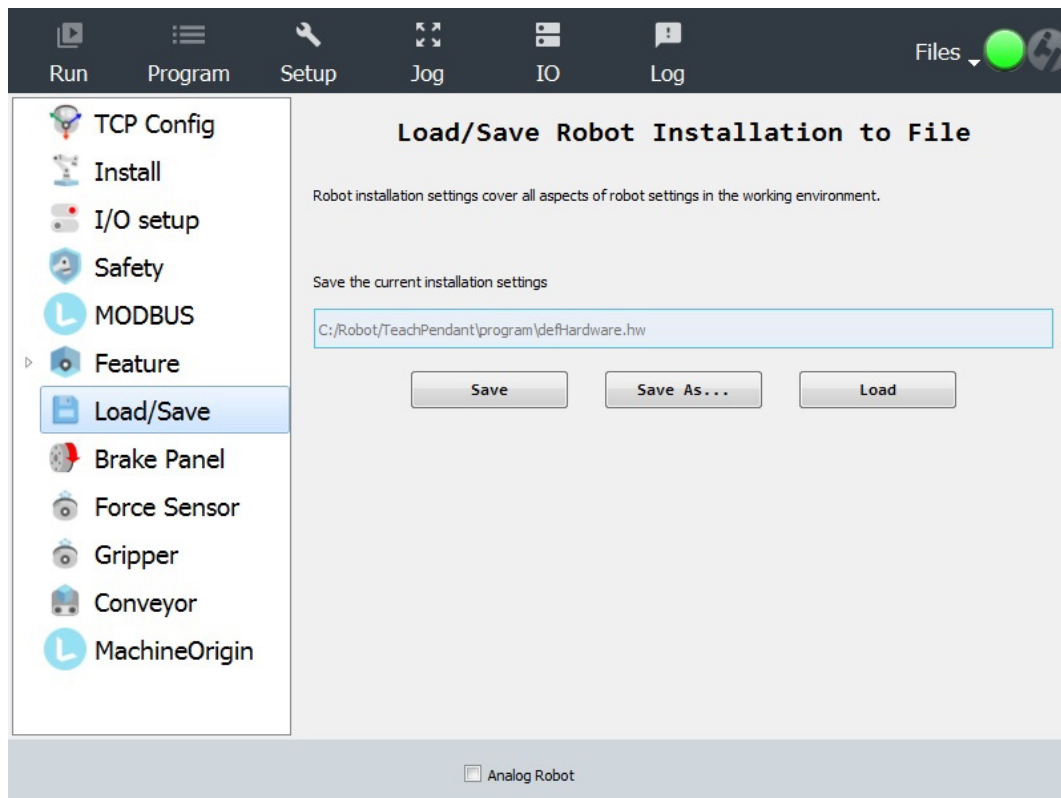 Run Program Setup Jog IO Log Files
TCP Config
Install
I/O setup
Safety
MODBUS
Feature
Load/Save
Brake Panel
Force Sensor
Gripper
Conveyor
MachineOrigin
Load/Save Robot Installation to File
Robot installation settings cover all aspects of robot settings in the working environment.
Save the current installation settings
C:/Robot/TeachPendant\program\defHardware.hw
Save Save As... Load
Analog Robot